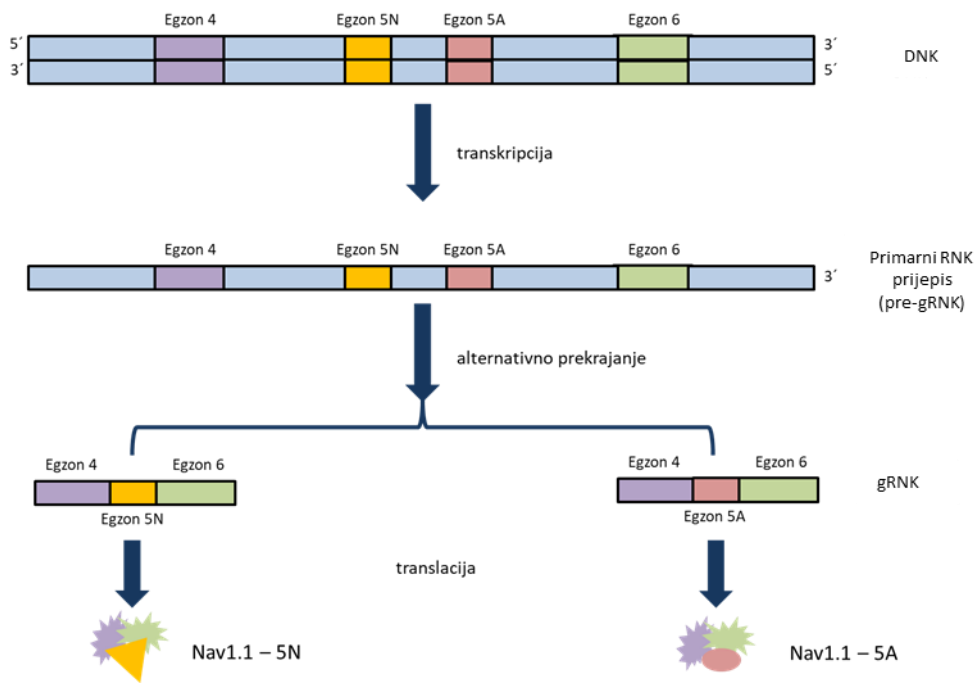 Egzon 4
Egzon 5N
Egzon 5A
Egzon 6
5´
3´
DNK
3´
5´
transkripcija
Egzon 4
Egzon 5N
Egzon 5A
Egzon 6
3´
Primarni RNK
prijepis
(pre-gRNK)
alternativno prekrajanje
Egzon 4
Egzon 6
Egzon 5N
Egzon 4
Egzon 6
Egzon 5A
gRNK
translacija
Nav1.1 – 5N
Nav1.1 – 5A